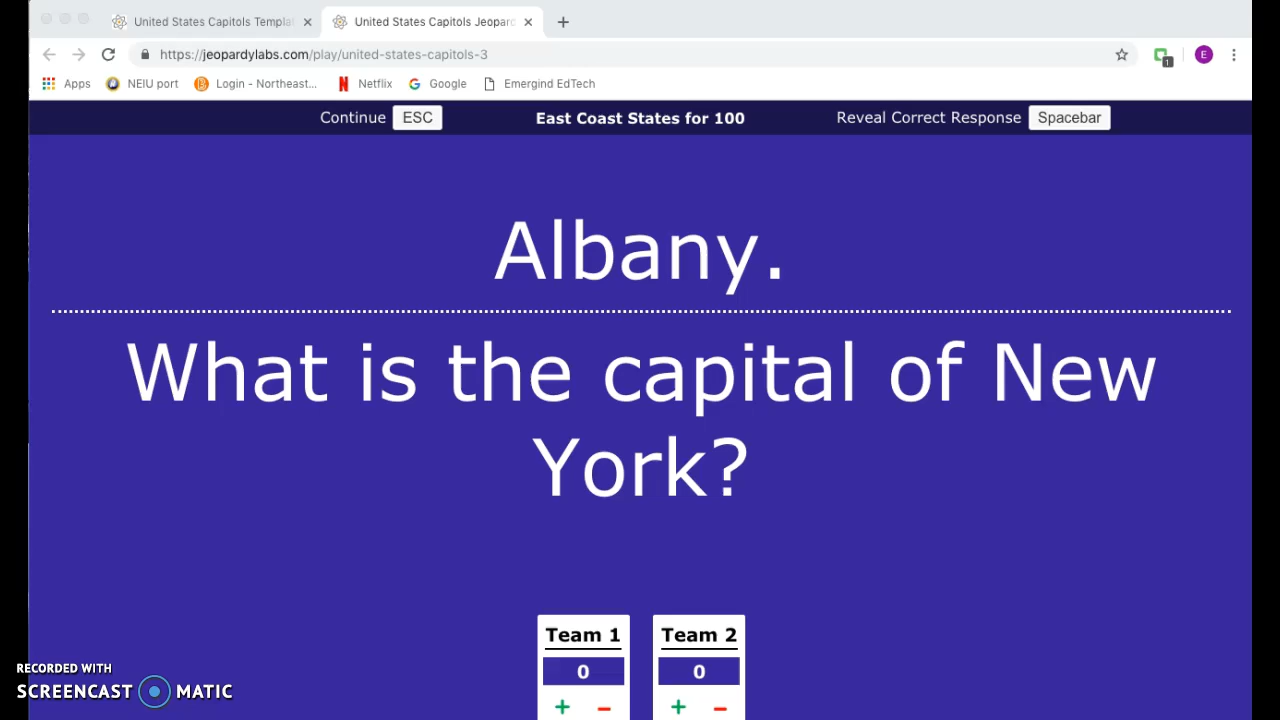 United States Capitols Templat
United States Capitols Jeopard
https://jeopardylabs.com/play/united-states-capitols-3
1
E
Apps
NEIU port
Login - Northeast...
Netflix
Google
Emergind EdTech
Continue ESC
East Coast States for 100
Reveal Correct Response Spacebar
Albany.
What is the capital of New
York?
Team 1 Team 2
0 0
+ − + −
RECORDED WITH
SCREENCAST MATIC